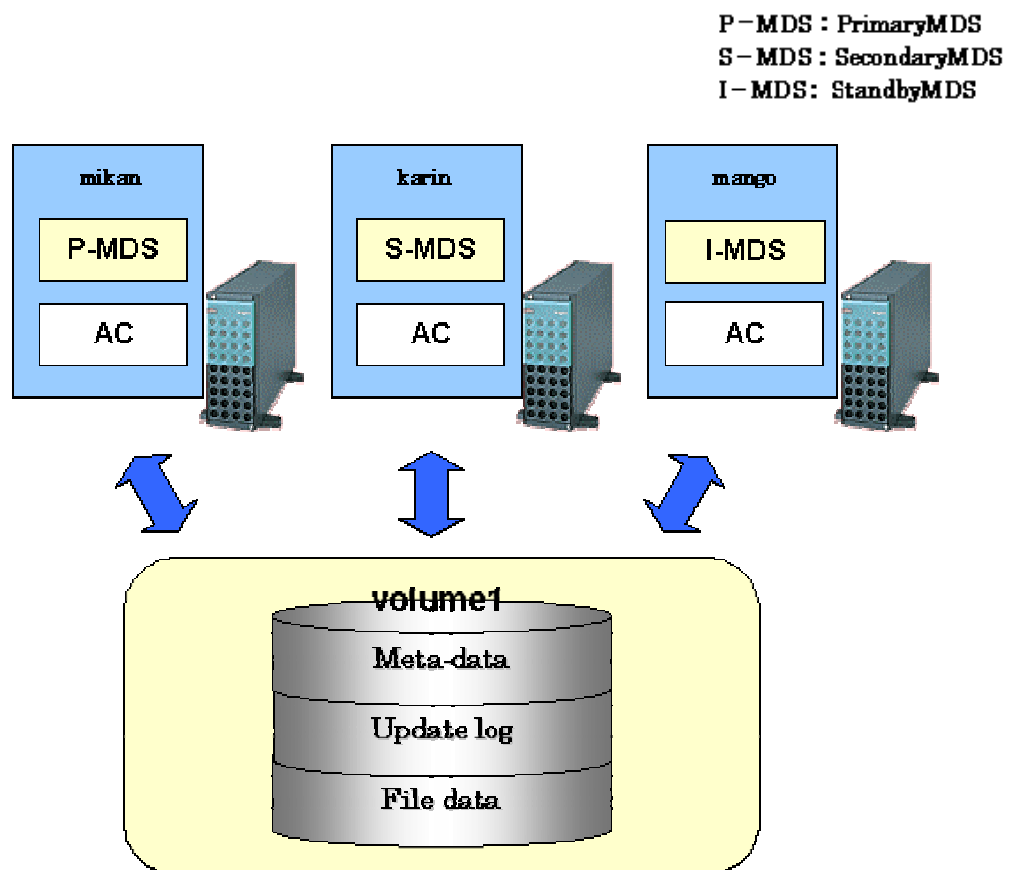 P－MDS：PrimaryMDS
S－MDS：SecondaryMDS
I－MDS： StandbyMDS
mikan
karin
mango
P-MDS
S-MDS
I-MDS
AC
AC
AC
volume1
Meta-data
Update log
File data